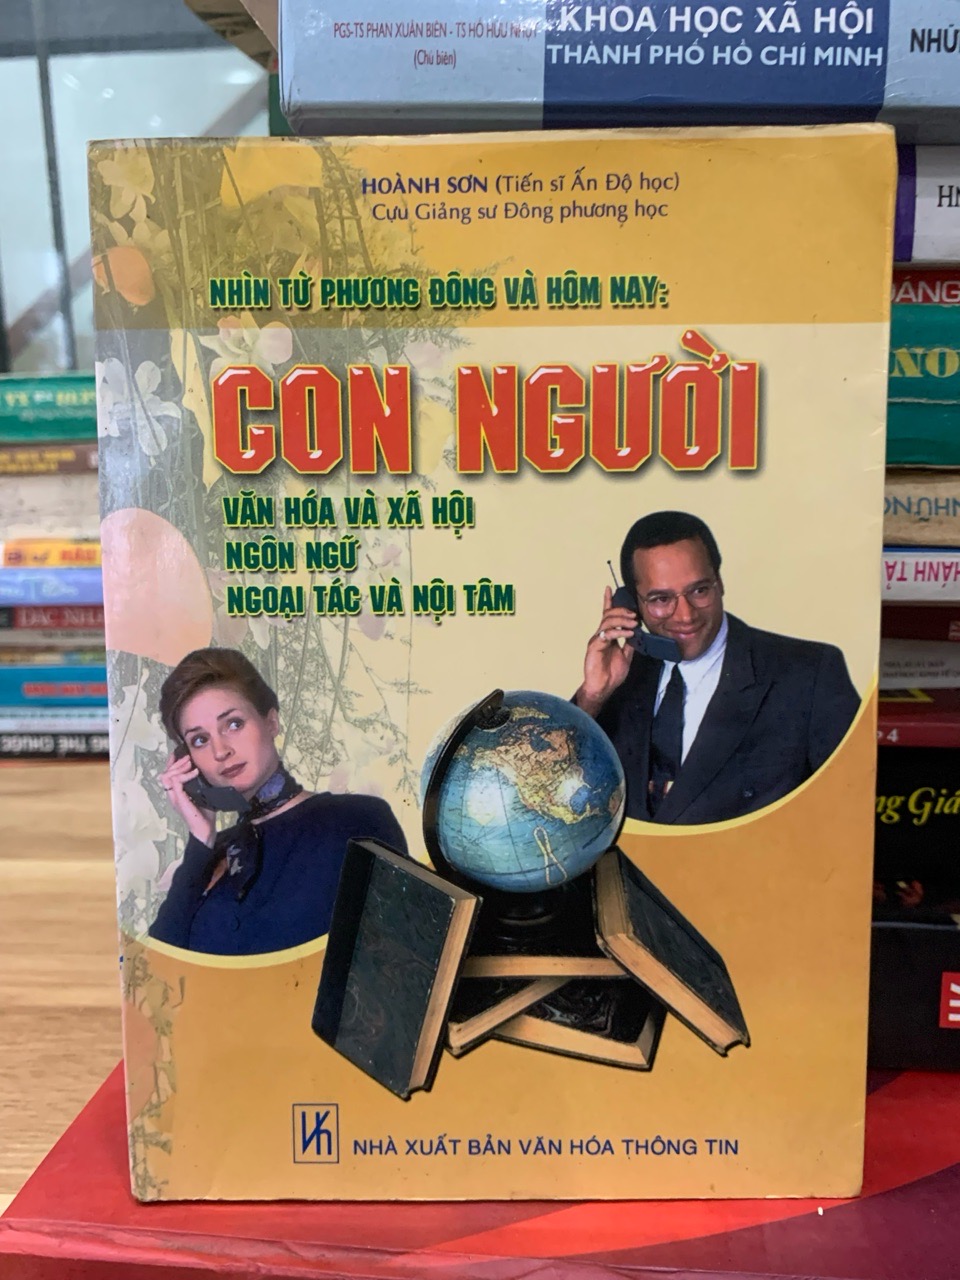 PGS-TS PHAN XUÂN BIÊN - TS HỒ HỮU NHỰT
(Chủ biên)
KHOA HỌC XÃ HỘI
THÀNH PHỐ HỒ CHÍ MINH
HOÀNH SƠN (Tiến sĩ Ấn Độ học)
Cựu Giảng sư Đông phương học
NHÌN TỪ PHƯƠNG ĐÔNG VÀ HÔM NAY:
CON NGƯỜI
VĂN HÓA VÀ XÃ HỘI
NGÔN NGỮ
NGOẠI TÁC VÀ NỘI TÂM
VH
NHÀ XUẤT BẢN VĂN HÓA THÔNG TIN